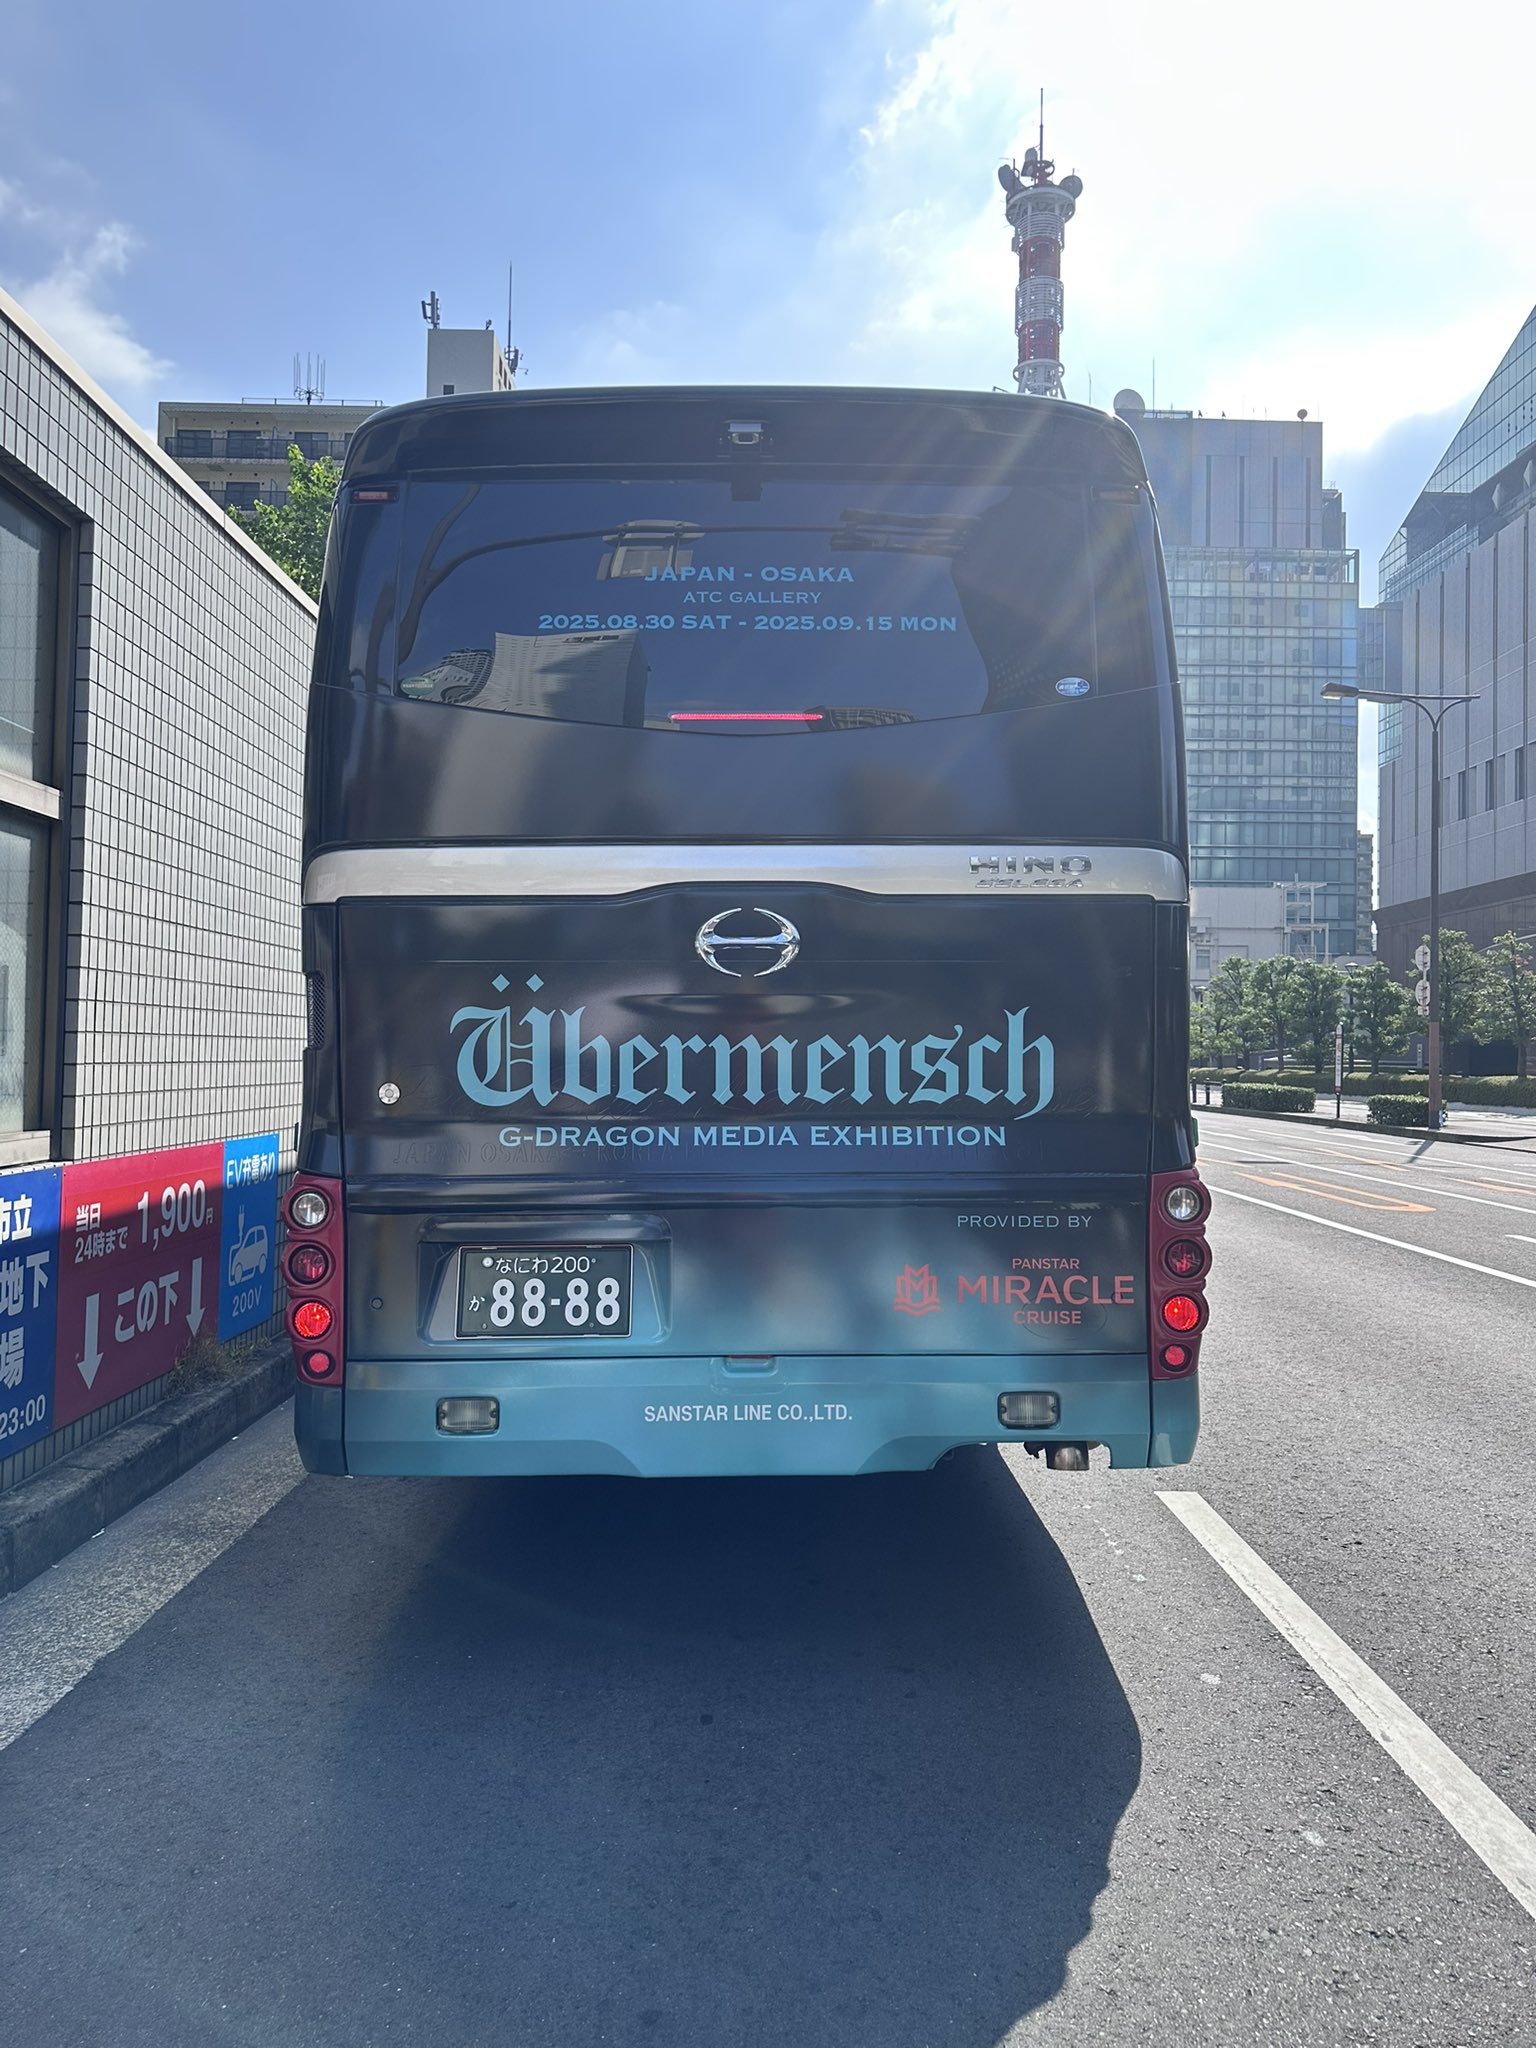 JAPAN - OSAKA
ATC GALLERY
2025.08.30 SAT - 2025.09.15 MON
HINO
SELEGA
Übermensch
G-DRAGON MEDIA EXHIBITION
PROVIDED BY
PANSTAR
MIRACLE
CRUISE
なにわ200
か 88-88
SANSTAR LINE CO.,LTD.
市立
地下
場
23:00
当日
24時まで
1,900円
この下
EV充電あり
200V